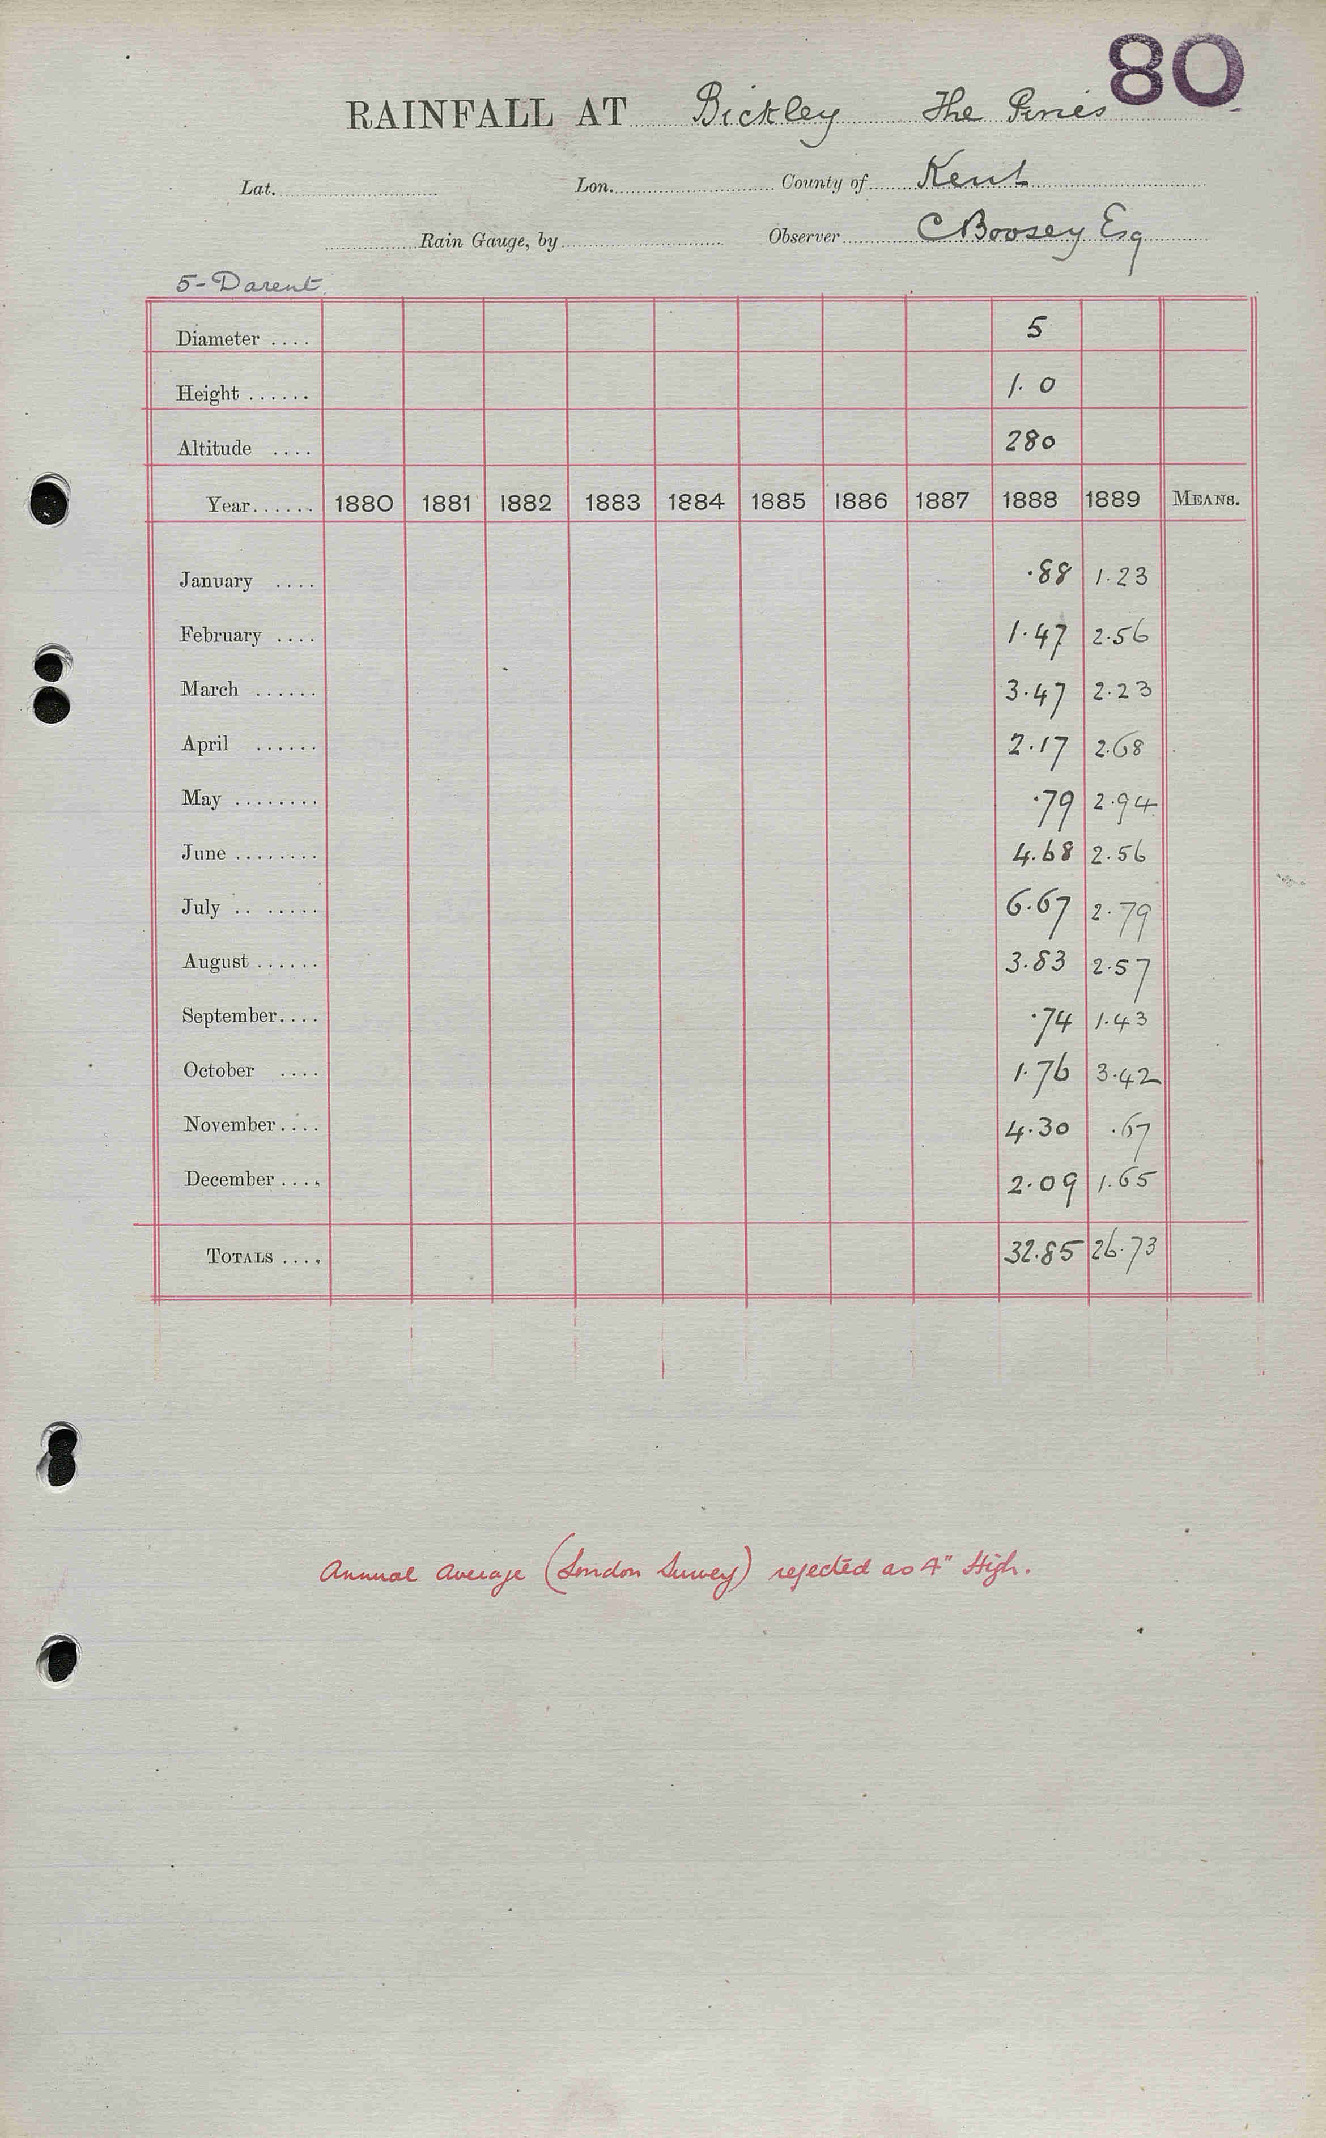 80
RAINFALL AT Bickley The Pines
Lat. Lon. County of Kent
Rain Gauge, by Observer C Boosey Esq
5-Darent
Diameter .... 5
Height ...... 1.0
Altitude .... 280
Year...... 1880 1881 1882 1883 1884 1885 1886 1887 1888 1889 MEANS.
January .... .88 1.23
February .... 1.47 2.56
March ...... 3.47 2.23
April ...... 2.17 2.68
May ........ .79 2.94
June ........ 4.68 2.56
July .. ..... 6.67 2.79
August ...... 3.83 2.57
September.... .74 1.43
October .... 1.76 3.42
November.... 4.30 .67
December .... 2.09 1.65
TOTALS .... 32.85 26.73
Annual Average (London Survey) rejected as 4" High.